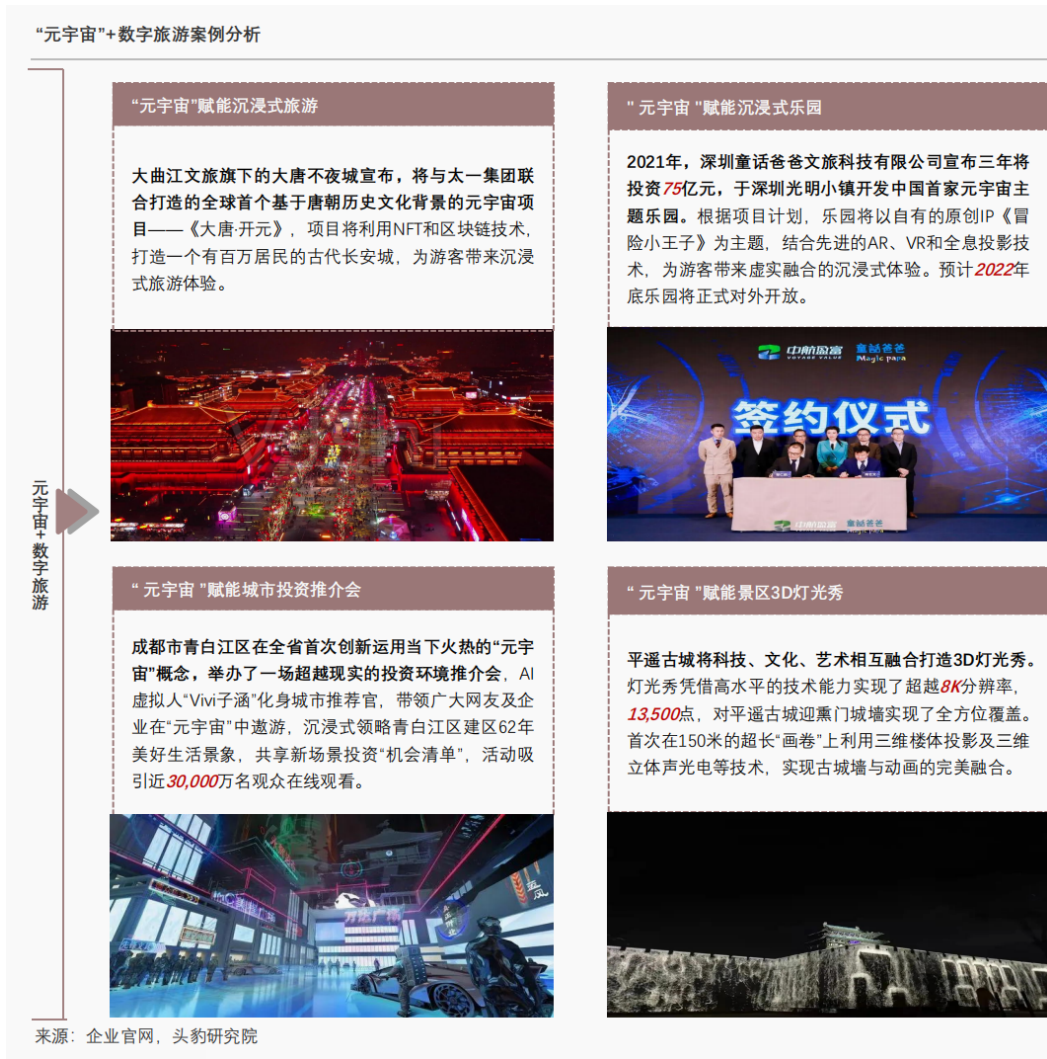 “元宇宙”+数字旅游案例分析
“元宇宙”赋能沉浸式旅游
大曲江文旅旗下的大唐不夜城宣布，将与太一集团联
合打造的全球首个基于唐朝历史文化背景的元宇宙项
目——《大唐·开元》，项目将利用NFT和区块链技术，
打造一个有百万居民的古代长安城，为游客带来沉浸
式旅游体验。
" 元宇宙 "赋能沉浸式乐园
2021年，深圳童话爸爸文旅科技有限公司宣布三年将
投资75亿元，于深圳光明小镇开发中国首家元宇宙主
题乐园。根据项目计划，乐园将以自有的原创IP《冒
险小王子》为主题，结合先进的AR、VR和全息投影技
术，为游客带来虚实融合的沉浸式体验。预计2022年
底乐园将正式对外开放。
中航盈富
VOYAGE VALUE
童话爸爸
Magic papa
签约仪式
中航盈富
童话爸爸
元宇宙+数字旅游
“ 元宇宙 ”赋能城市投资推介会
成都市青白江区在全省首次创新运用当下火热的“元宇
宙”概念，举办了一场超越现实的投资环境推介会，AI
虚拟人“Vivi子涵”化身城市推荐官，带领广大网友及企
业在“元宇宙”中遨游，沉浸式领略青白江区建区62年
美好生活景象，共享新场景投资“机会清单”，活动吸
引近30,000万名观众在线观看。
“ 元宇宙 ”赋能景区3D灯光秀
平遥古城将科技、文化、艺术相互融合打造3D灯光秀。
灯光秀凭借高水平的技术能力实现了超越8K分辨率，
13,500点，对平遥古城迎熏门城墙实现了全方位覆盖。
首次在150米的超长“画卷”上利用三维楼体投影及三维
立体声光电等技术，实现古城墙与动画的完美融合。
万达广场
来源：企业官网，头豹研究院